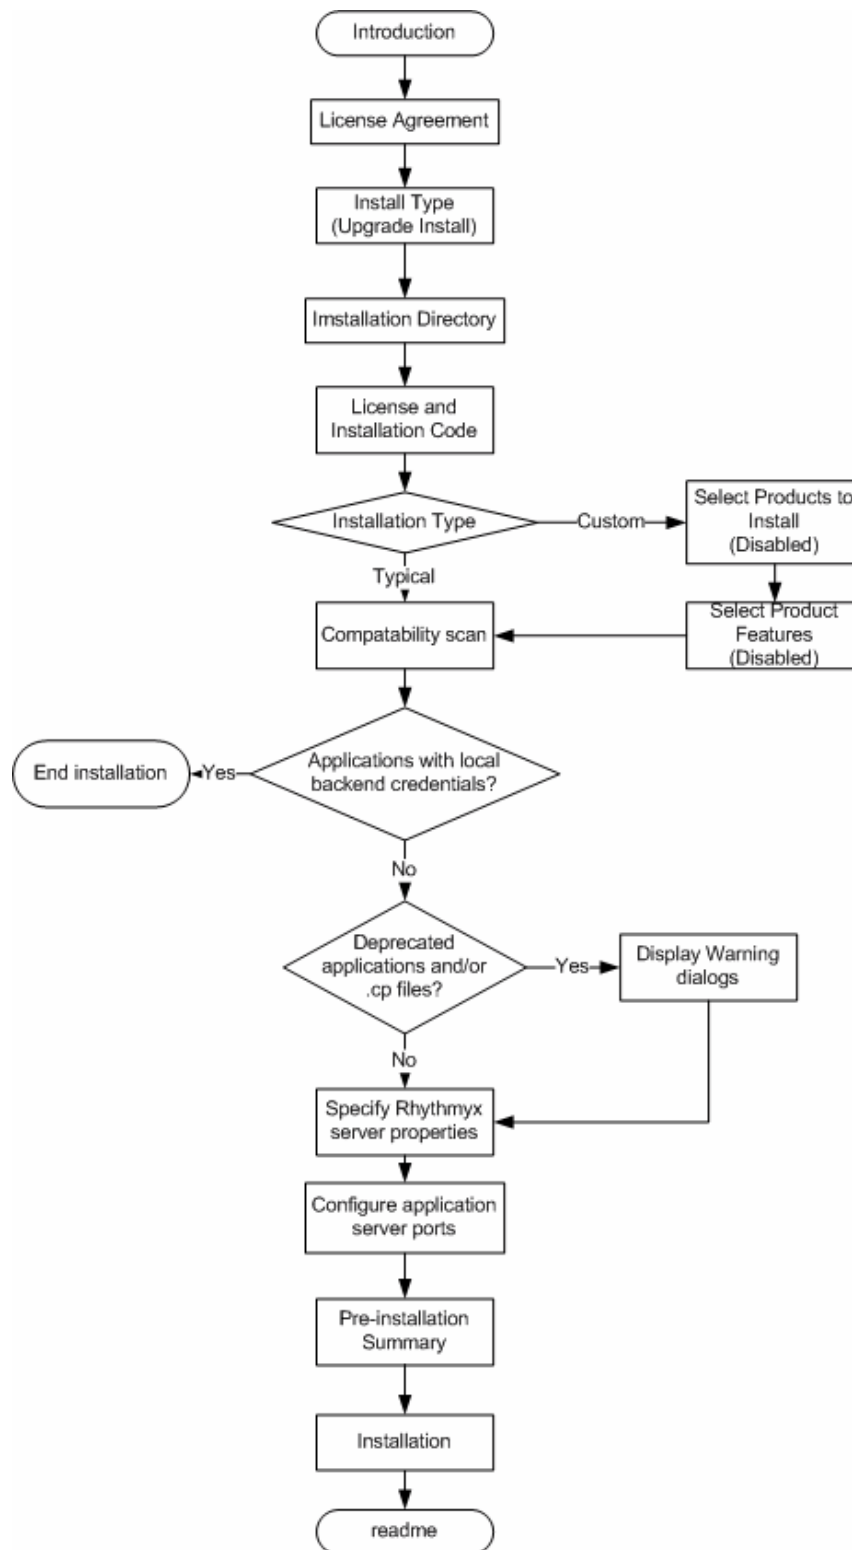 Introduction
License Agreement
Install Type
(Upgrade Install)
Imstallation Directory
License and
Installation Code
Installation Type
Custom
Select Products to
Install
(Disabled)
Typical
Select Product
Features
(Disabled)
Compatability scan
Applications with local
backend credentials?
Yes
End installation
No
Deprecated
applications and/or
.cp files?
Yes
Display Warning
dialogs
No
Specify Rhythmyx
server properties
Configure application
server ports
Pre-installation
Summary
Installation
readme